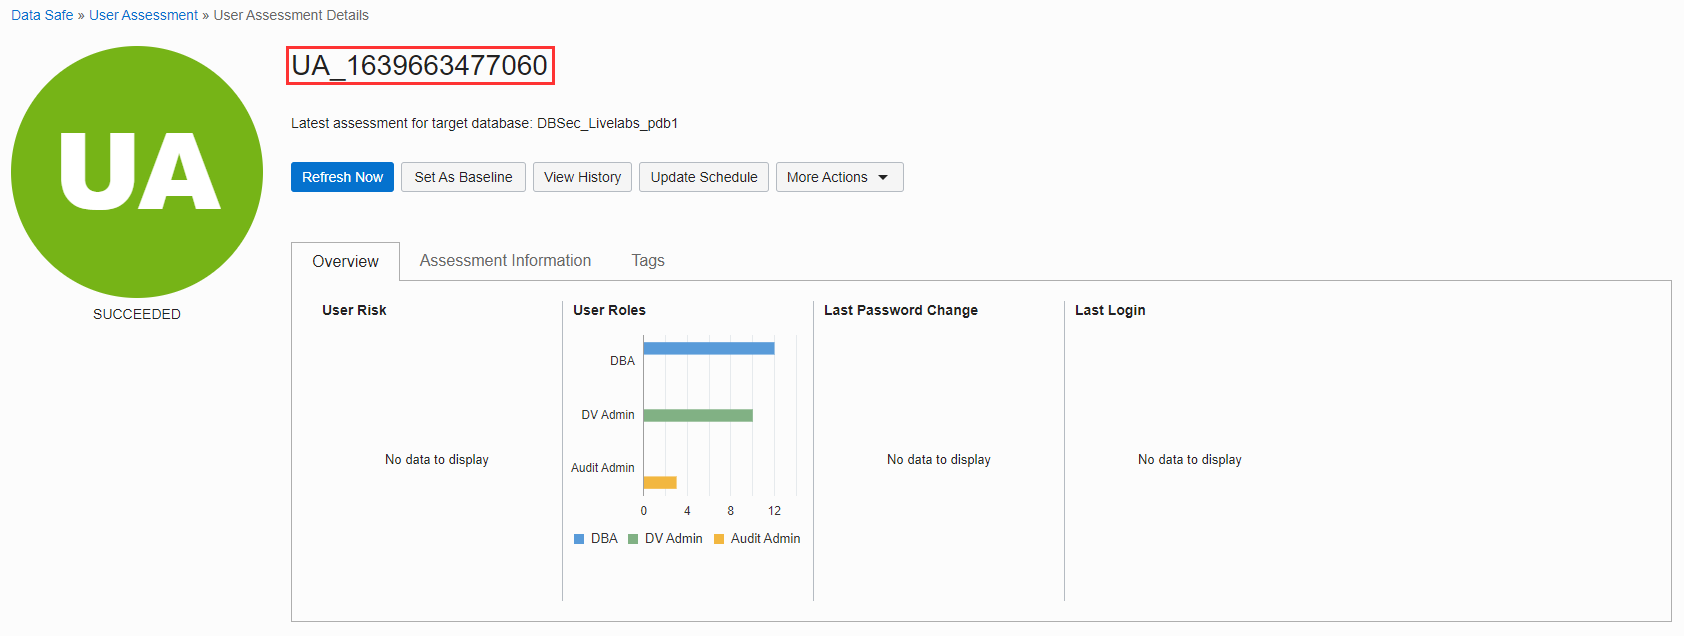 Data Safe » User Assessment » User Assessment Details
UA
SUCCEEDED
UA_1639663477060
Latest assessment for target database: DBSec_Livelabs_pdb1
Refresh Now Set As Baseline View History Update Schedule More Actions
Overview Assessment Information Tags
User Risk
No data to display
User Roles
DBA
DV Admin
Audit Admin
0 4 8 12
DBA DV Admin Audit Admin
Last Password Change
No data to display
Last Login
No data to display